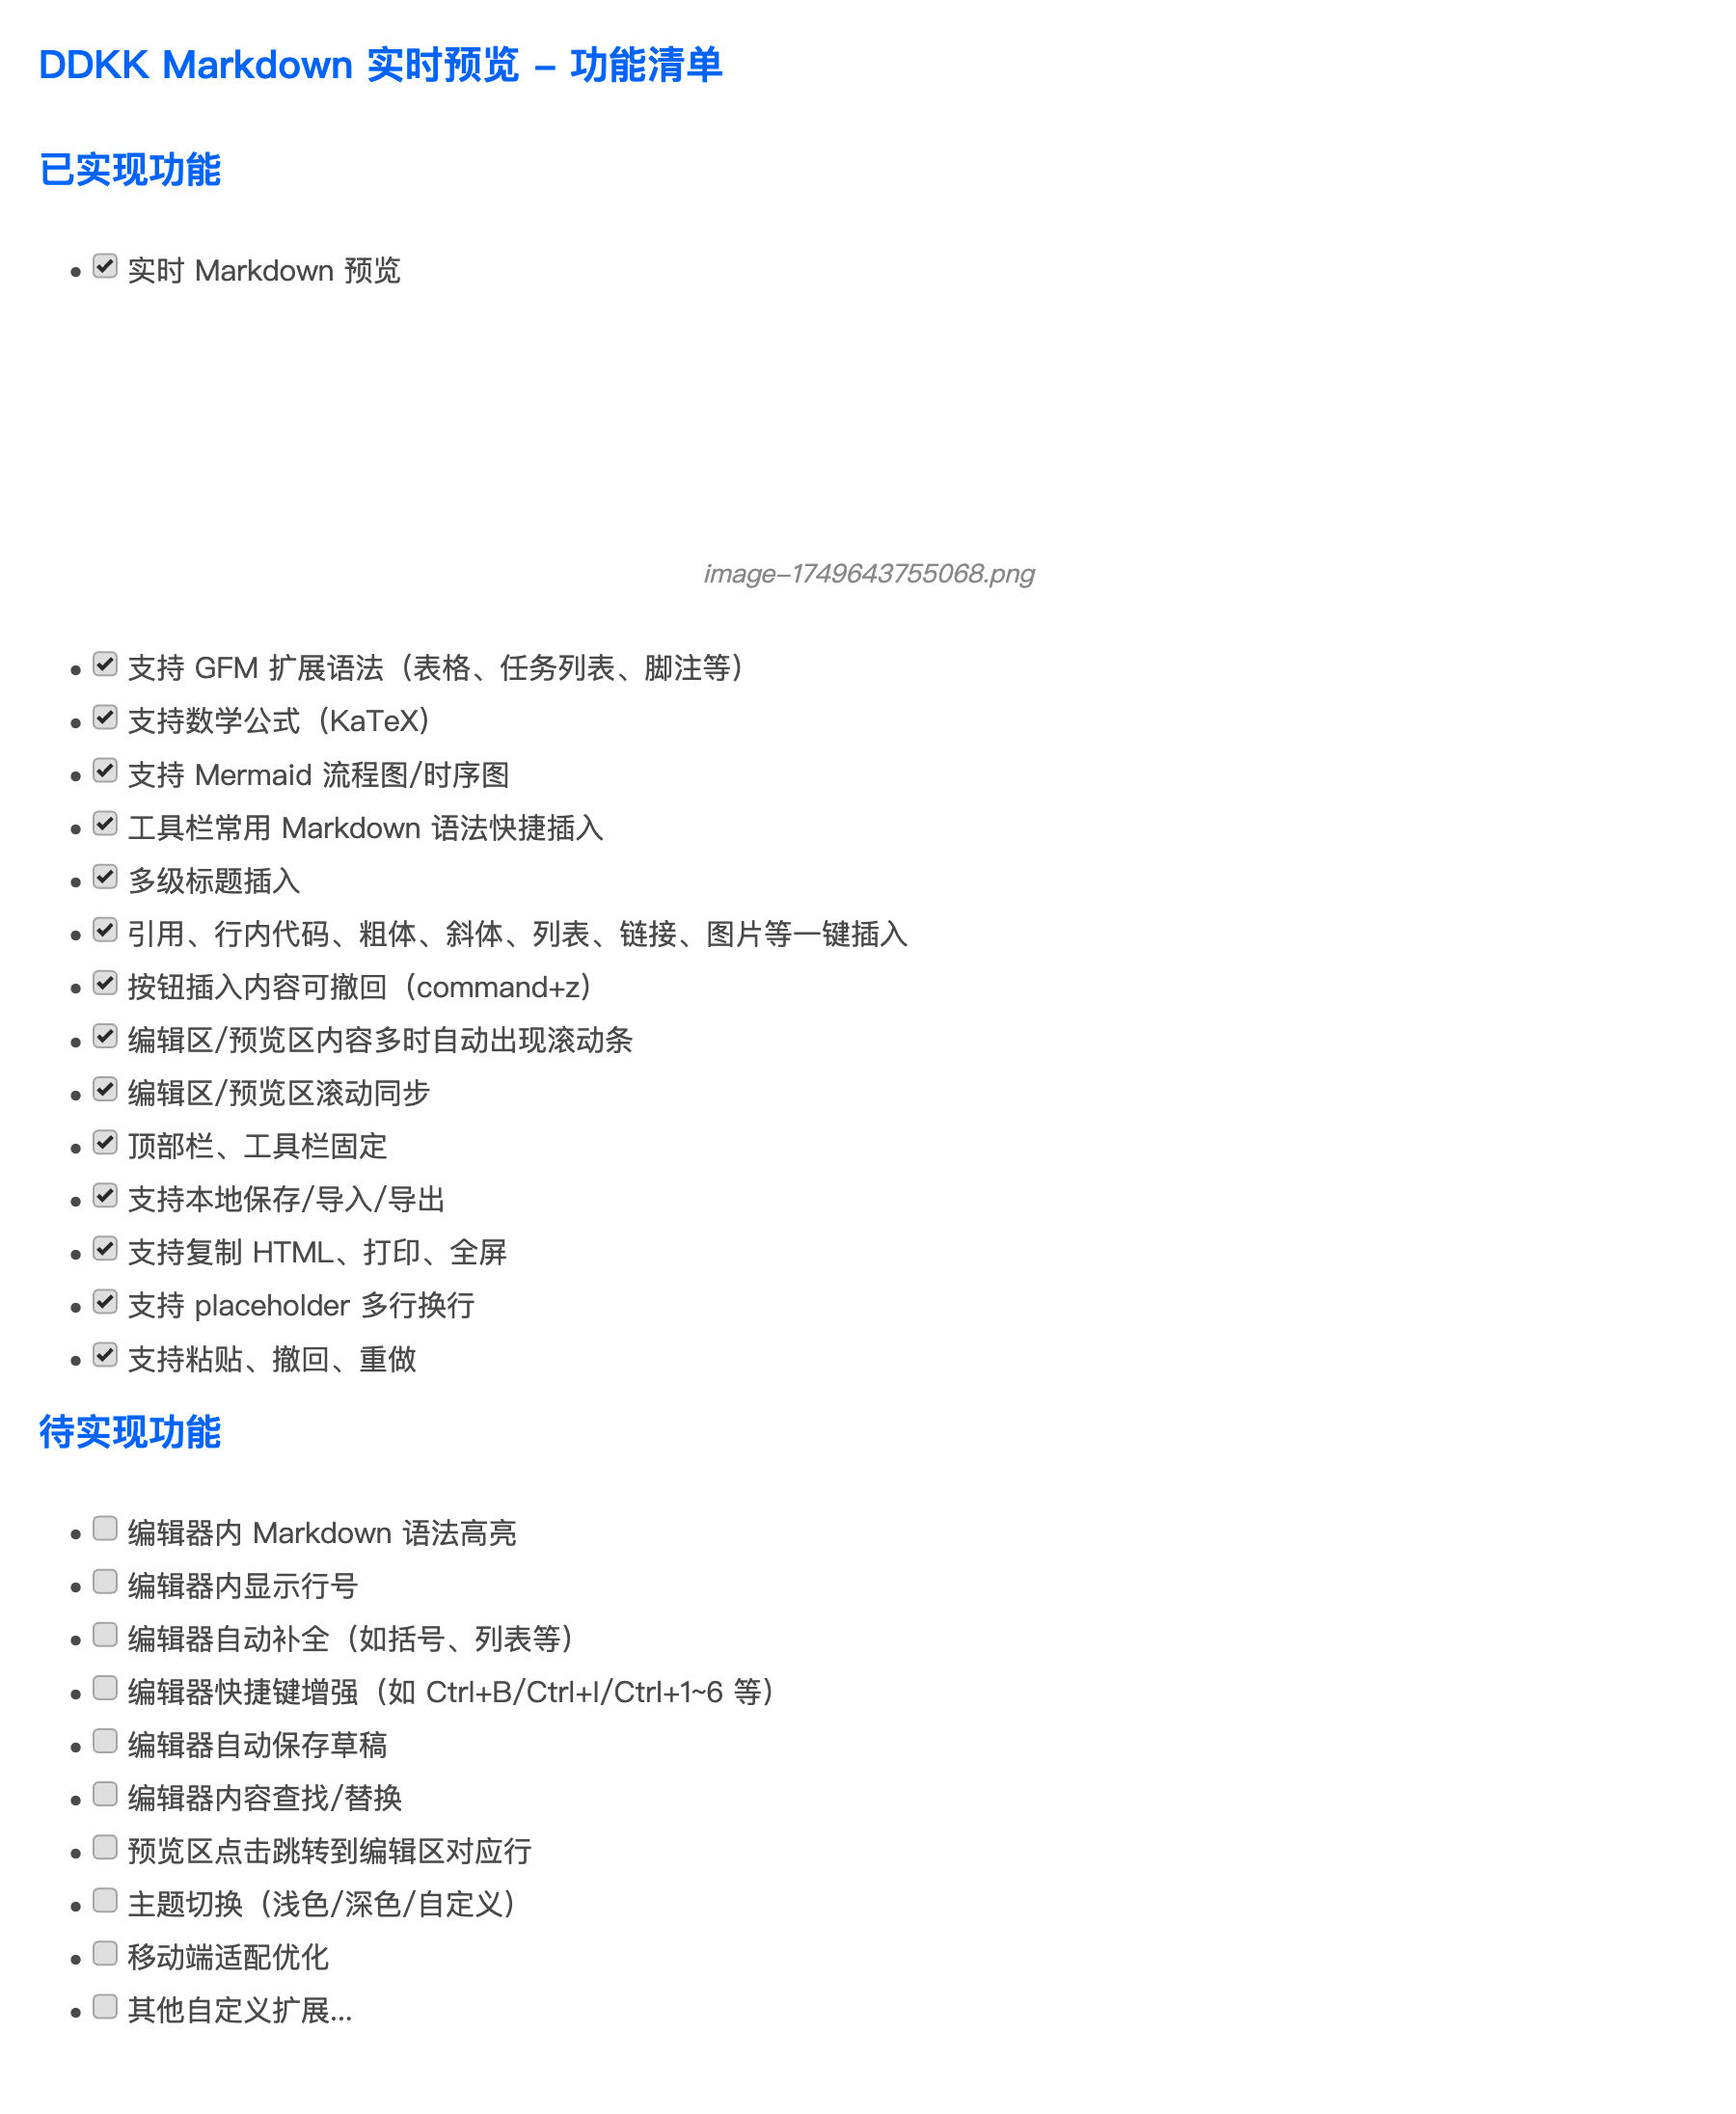 DDKK Markdown 实时预览 – 功能清单
已实现功能
实时 Markdown 预览
image-1749643755068.png
支持 GFM 扩展语法（表格、任务列表、脚注等）
支持数学公式（KaTeX）
支持 Mermaid 流程图/时序图
工具栏常用 Markdown 语法快捷插入
多级标题插入
引用、行内代码、粗体、斜体、列表、链接、图片等一键插入
按钮插入内容可撤回（command+z）
编辑区/预览区内容多时自动出现滚动条
编辑区/预览区滚动同步
顶部栏、工具栏固定
支持本地保存/导入/导出
支持复制 HTML、打印、全屏
支持 placeholder 多行换行
支持粘贴、撤回、重做
待实现功能
编辑器内 Markdown 语法高亮
编辑器内显示行号
编辑器自动补全（如括号、列表等）
编辑器快捷键增强（如 Ctrl+B/Ctrl+I/Ctrl+1~6 等）
编辑器自动保存草稿
编辑器内容查找/替换
预览区点击跳转到编辑区对应行
主题切换（浅色/深色/自定义）
移动端适配优化
其他自定义扩展...